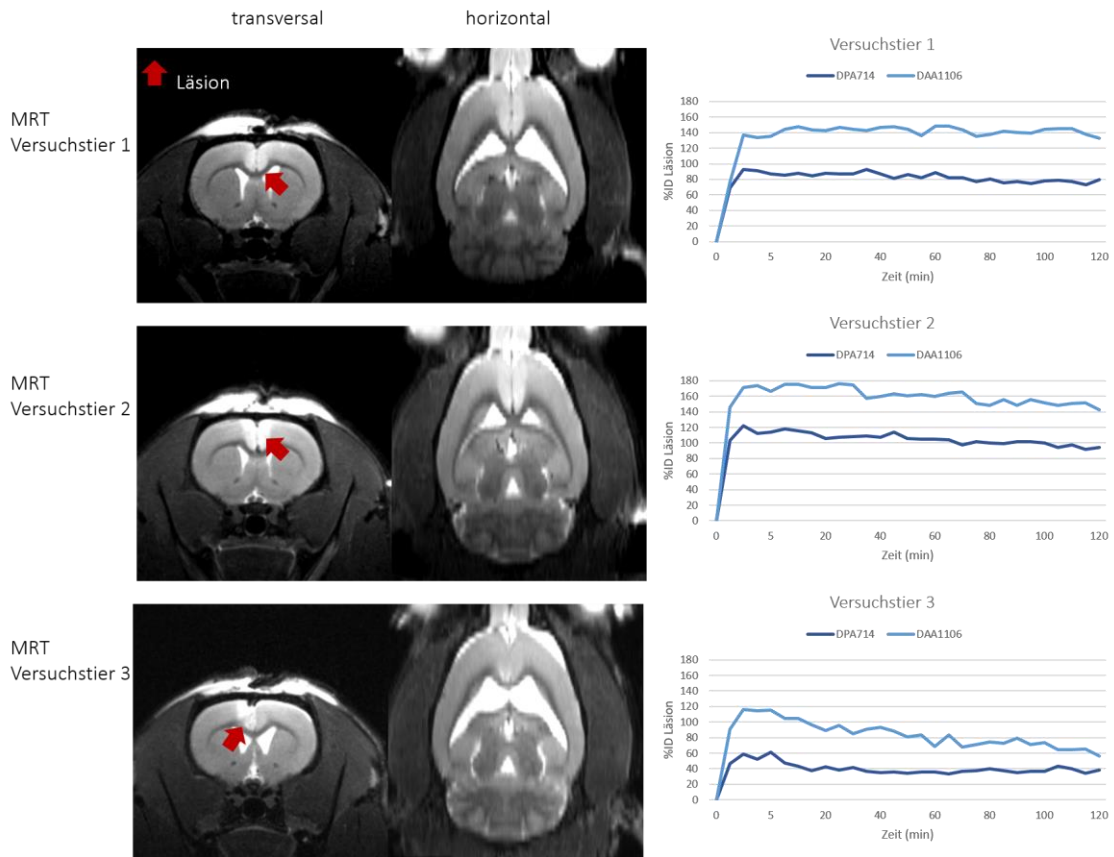 transversal
horizontal
Läsion
MRT
Versuchstier 1
Versuchstier 1
DPA714 DAA1106
180
160
140
120
100
80
60
40
20
0
%ID Läsion
0 5 20 40 60 80 100 120
Zeit (min)
MRT
Versuchstier 2
Versuchstier 2
DPA714 DAA1106
180
160
140
120
100
80
60
40
20
0
%ID Läsion
0 5 20 40 60 80 100 120
Zeit (min)
MRT
Versuchstier 3
Versuchstier 3
DPA714 DAA1106
180
160
140
120
100
80
60
40
20
0
%ID Läsion
0 5 20 40 60 80 100 120
Zeit (min)